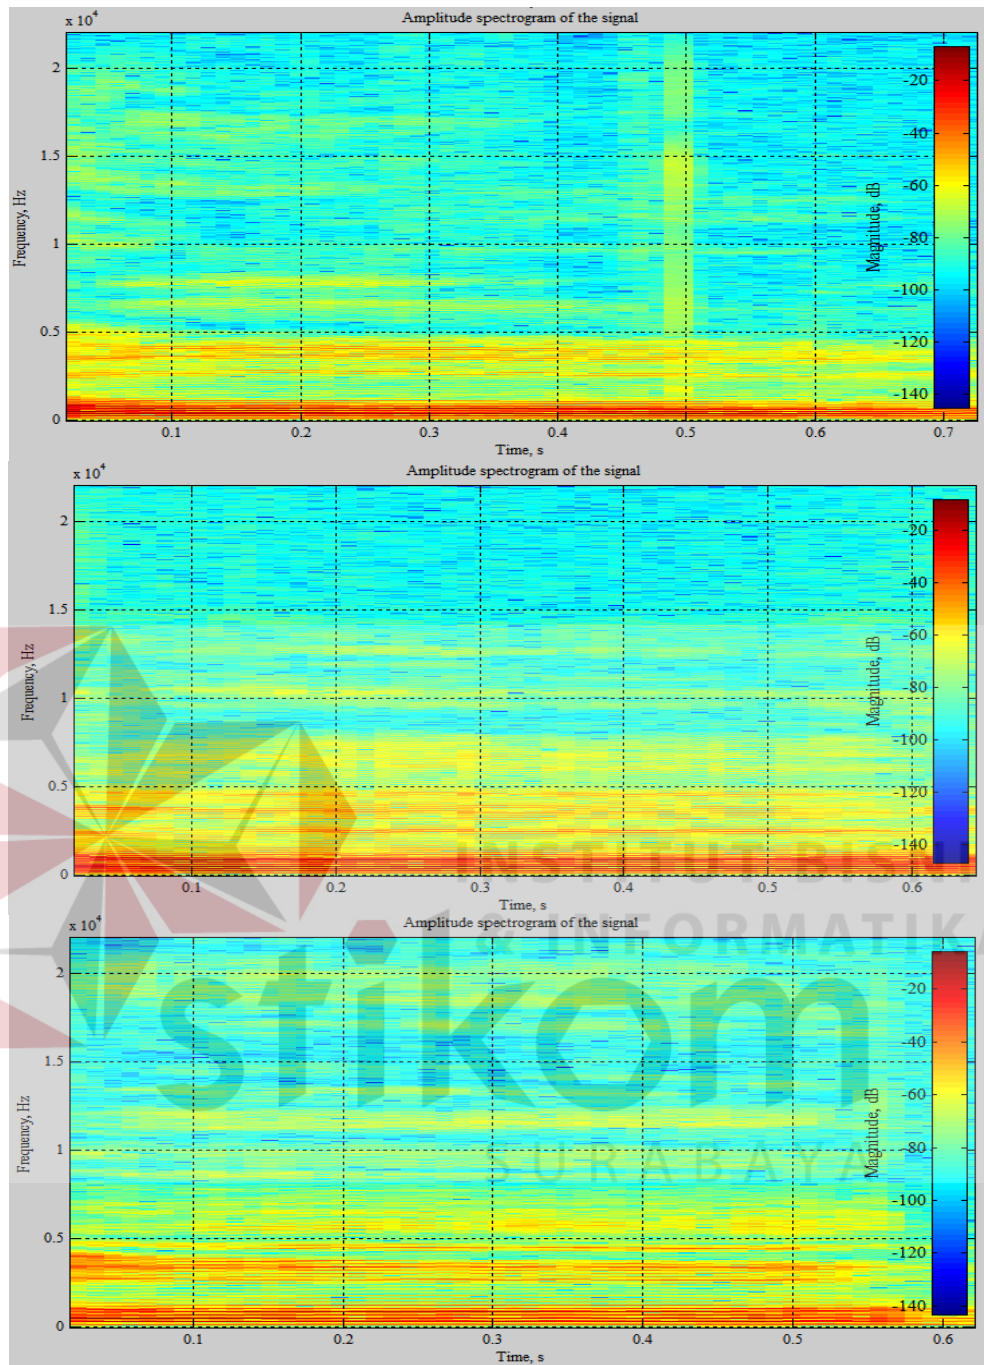 Amplitude spectrogram of the signal
x 10⁴
2
1.5
1
0.5
0
Frequency, Hz
0.1 0.2 0.3 0.4 0.5 0.6 0.7
Time, s
Magnitude, dB
-20
-40
-60
-80
-100
-120
-140
Amplitude spectrogram of the signal
x 10⁴
2
1.5
1
0.5
0
Frequency, Hz
0.1 0.2 0.3 0.4 0.5 0.6
Time, s
Magnitude, dB
-20
-40
-60
-80
-100
-120
-140
INSTITUT BISNI
& INFORMATIKA
stikom
SURABAYA
Amplitude spectrogram of the signal
x 10⁴
2
1.5
1
0.5
0
Frequency, Hz
0.1 0.2 0.3 0.4 0.5 0.6
Time, s
Magnitude, dB
-20
-40
-60
-80
-100
-120
-140